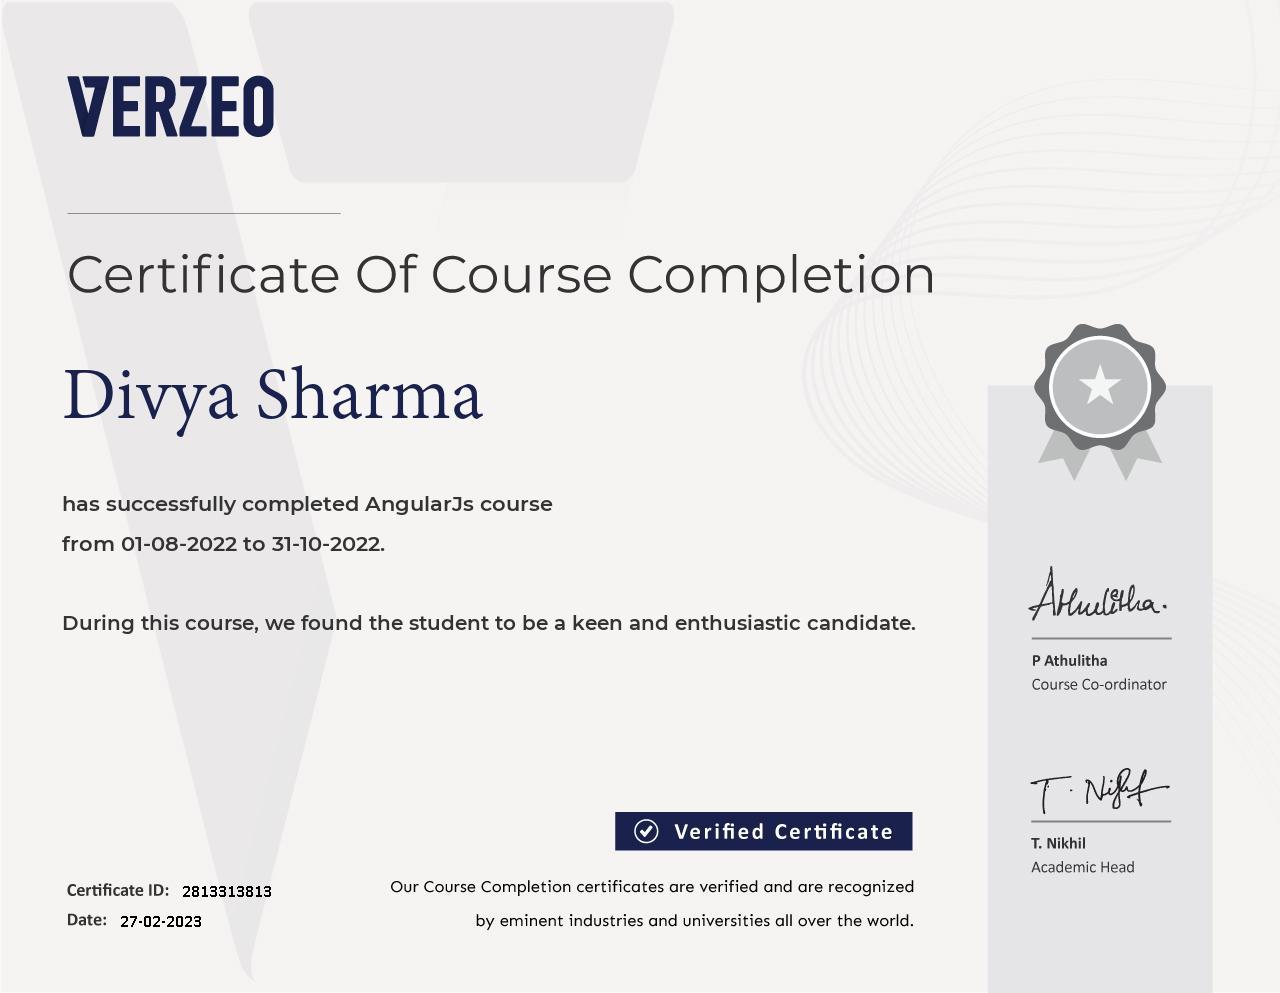 VERZEO
Certificate Of Course Completion
Divya Sharma
has successfully completed AngularJs course
from 01-08-2022 to 31-10-2022.
During this course, we found the student to be a keen and enthusiastic candidate.
Athulitha.
P Athulitha
Course Co-ordinator
T. Nikhil
T. Nikhil
Academic Head
Verified Certificate
Our Course Completion certificates are verified and are recognized
by eminent industries and universities all over the world.
Certificate ID: 2813313813
Date: 27-02-2023